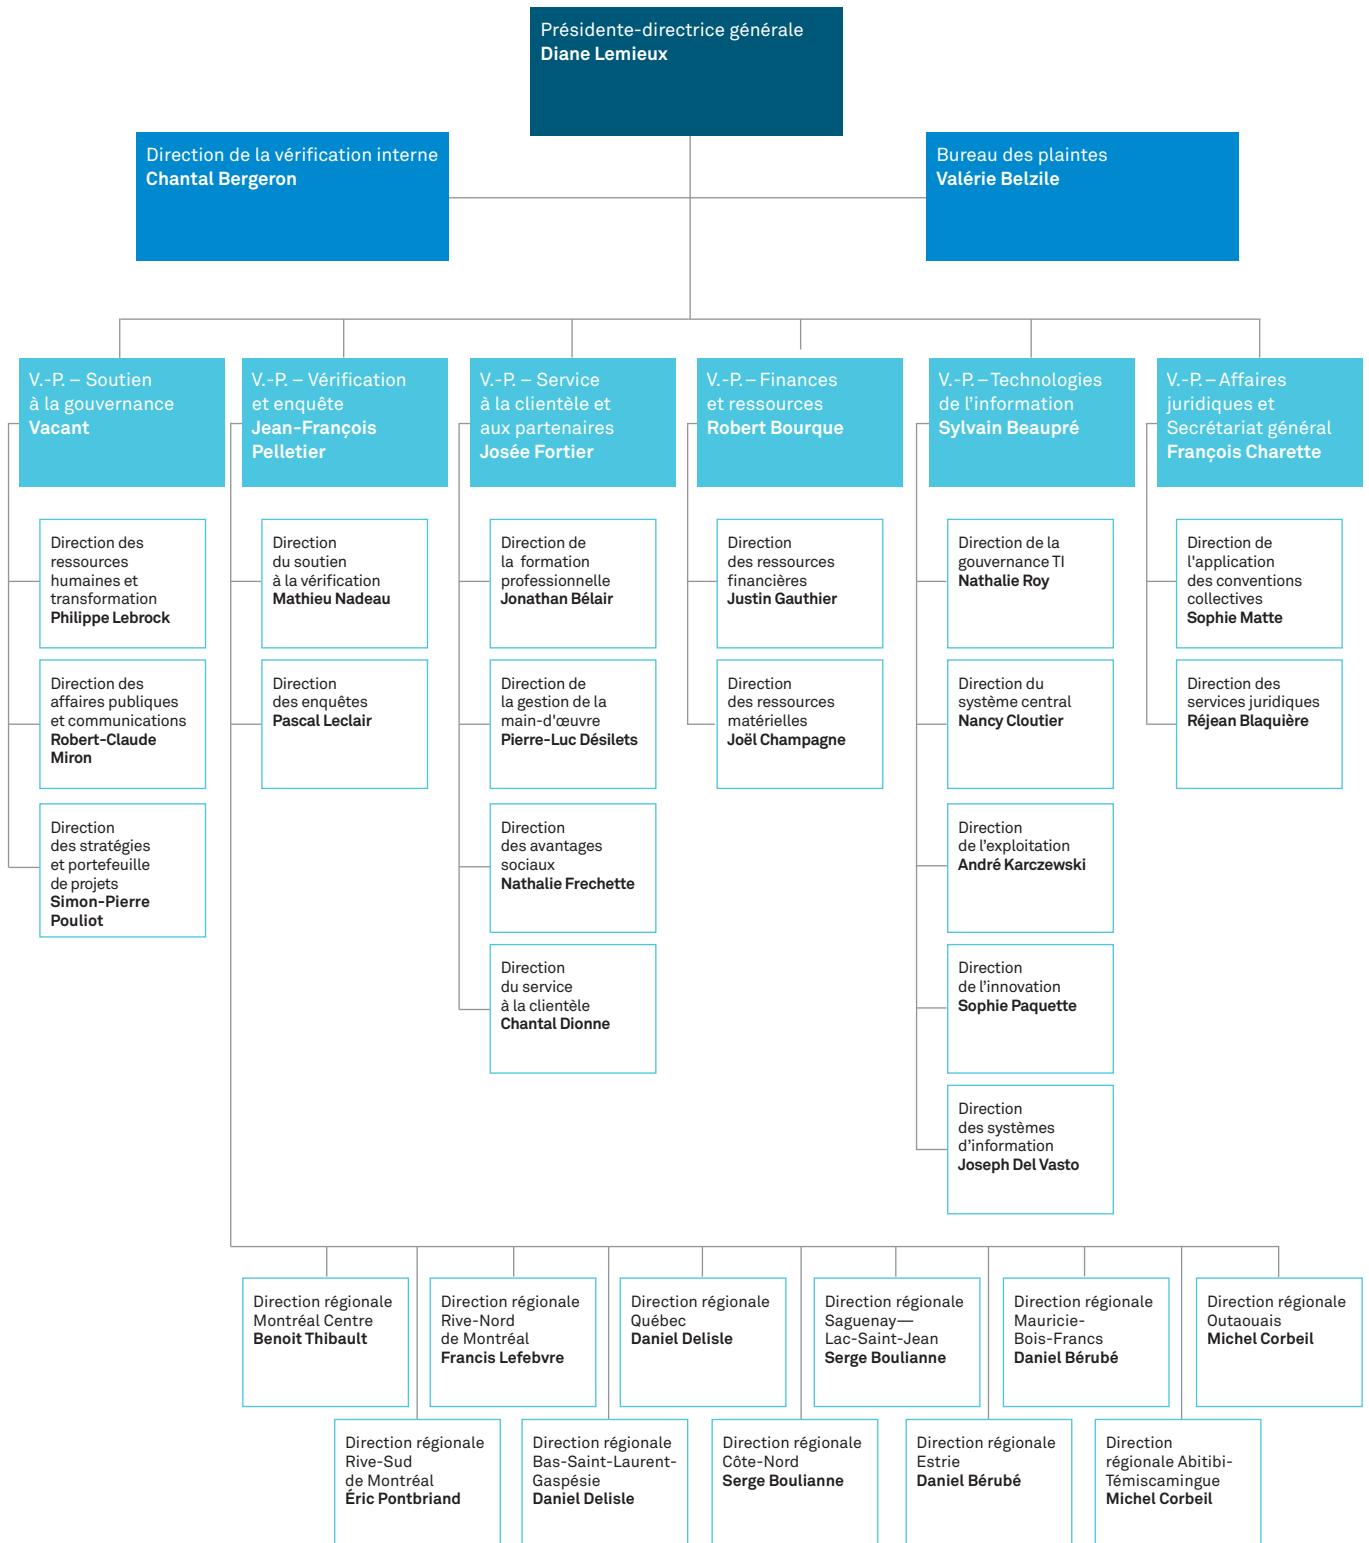 Présidente-directrice générale
Diane Lemieux
Direction de la vérification interne
Chantal Bergeron
Bureau des plaintes
Valérie Belzile
V.-P. – Soutien
à la gouvernance
Vacant
V.-P. – Vérification
et enquête
Jean-François
Pelletier
V.-P. – Service
à la clientèle et
aux partenaires
Josée Fortier
V.-P. – Finances
et ressources
Robert Bourque
V.-P. – Technologies
de l’information
Sylvain Beaupré
V.-P. – Affaires
juridiques et
Secrétariat général
François Charette
Direction des
ressources
humaines et
transformation
Philippe Lebrock
Direction
du soutien
à la vérification
Mathieu Nadeau
Direction de
la formation
professionnelle
Jonathan Bélair
Direction
des ressources
financières
Justin Gauthier
Direction de la
gouvernance TI
Nathalie Roy
Direction de
l'application
des conventions
collectives
Sophie Matte
Direction des
affaires publiques
et communications
Robert-Claude
Miron
Direction
des enquêtes
Pascal Leclair
Direction de
la gestion de la
main-d'œuvre
Pierre-Luc Désilets
Direction
des ressources
matérielles
Joël Champagne
Direction du
système central
Nancy Cloutier
Direction des
services juridiques
Réjean Blaquière
Direction
des stratégies
et portefeuille
de projets
Simon-Pierre
Pouliot
Direction
des avantages
sociaux
Nathalie Frechette
Direction
de l’exploitation
André Karczewski
Direction
du service
à la clientèle
Chantal Dionne
Direction
de l’innovation
Sophie Paquette
Direction
des systèmes
d’information
Joseph Del Vasto
Direction régionale
Montréal Centre
Benoit Thibault
Direction régionale
Rive-Nord
de Montréal
Francis Lefebvre
Direction régionale
Québec
Daniel Delisle
Direction régionale
Saguenay—
Lac-Saint-Jean
Serge Boulianne
Direction régionale
Mauricie-
Bois-Francs
Daniel Bérubé
Direction régionale
Outaouais
Michel Corbeil
Direction régionale
Rive-Sud
de Montréal
Éric Pontbriand
Direction régionale
Bas-Saint-Laurent-
Gaspésie
Daniel Delisle
Direction régionale
Côte-Nord
Serge Boulianne
Direction régionale
Estrie
Daniel Bérubé
Direction
régionale Abitibi-
Témiscamingue
Michel Corbeil